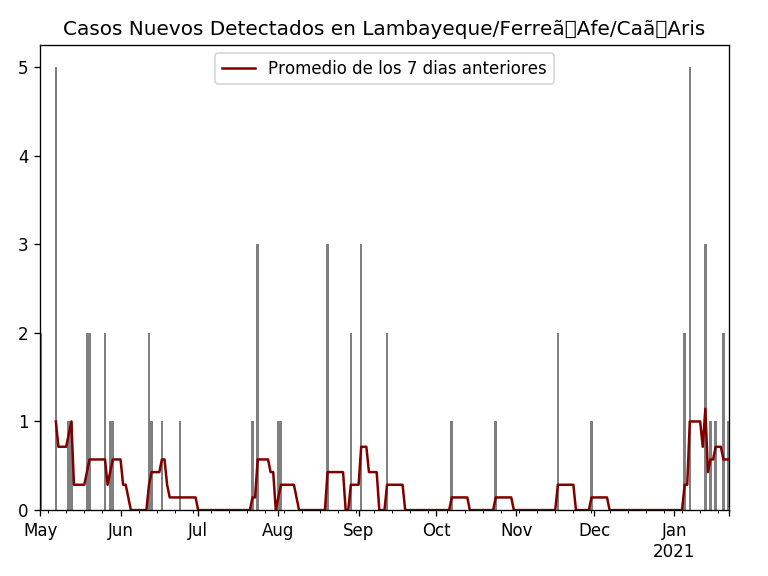 Casos Nuevos Detectados en Lambayeque/Ferreã▯Afe/Caã▯Aris
Promedio de los 7 dias anteriores
5
4
3
2
1
0
May Jun Jul Aug Sep Oct Nov Dec Jan
2021